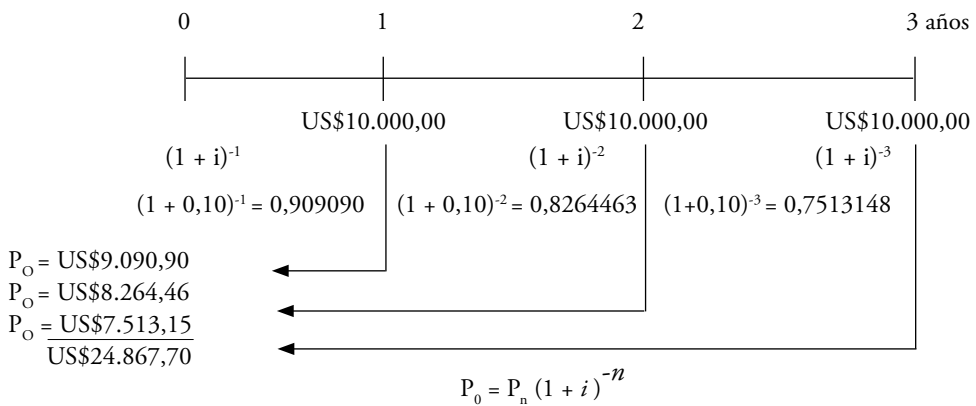 0 1 2 3 años
US$10.000,00 US$10.000,00 US$10.000,00
(1 + i)⁻¹ (1 + i)⁻² (1 + i)⁻³
(1 + 0,10)⁻¹ = 0,909090 (1 + 0,10)⁻² = 0,8264463 (1+0,10)⁻³ = 0,7513148
P_O = US$9.090,90
P_O = US$8.264,46
P_O = US$7.513,15
US$24.867,70
P₀ = Pₙ (1 + i)⁻ⁿ